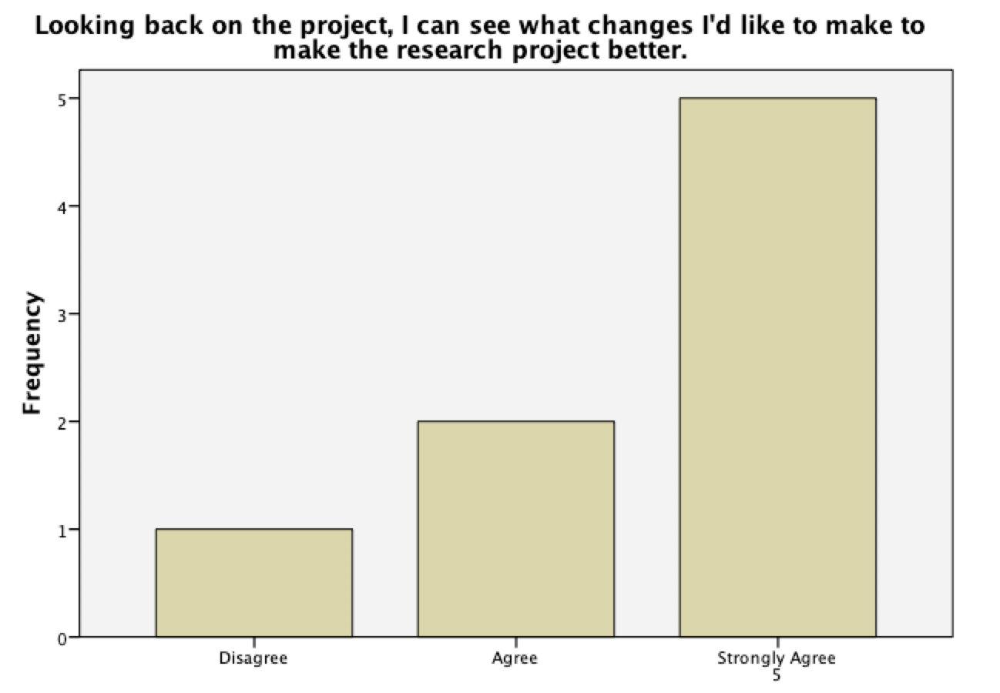 Looking back on the project, I can see what changes I'd like to make to
make the research project better.
Frequency
5
4
3
2
1
0
Disagree
Agree
Strongly Agree
5